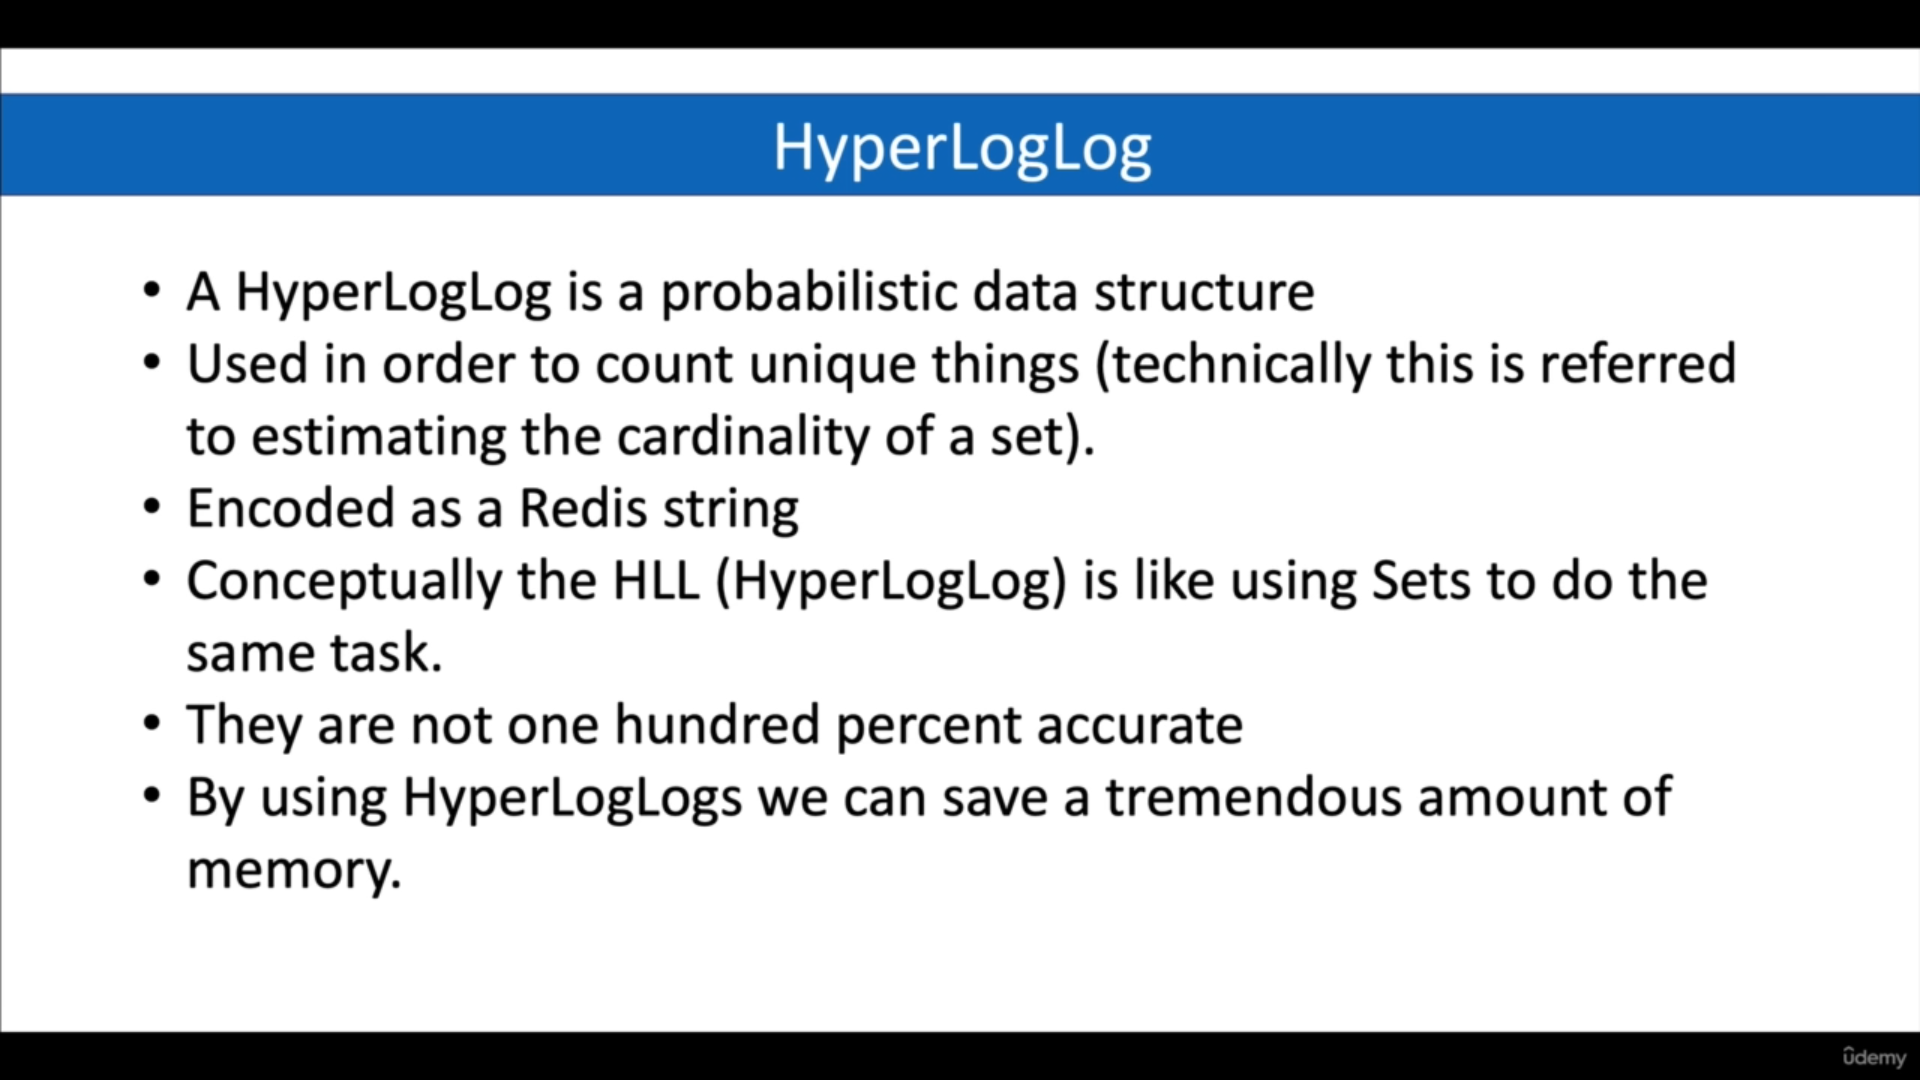 HyperLogLog
• A HyperLogLog is a probabilistic data structure
• Used in order to count unique things (technically this is referred
to estimating the cardinality of a set).
• Encoded as a Redis string
• Conceptually the HLL (HyperLogLog) is like using Sets to do the
same task.
• They are not one hundred percent accurate
• By using HyperLogLogs we can save a tremendous amount of
memory.
ûdemy